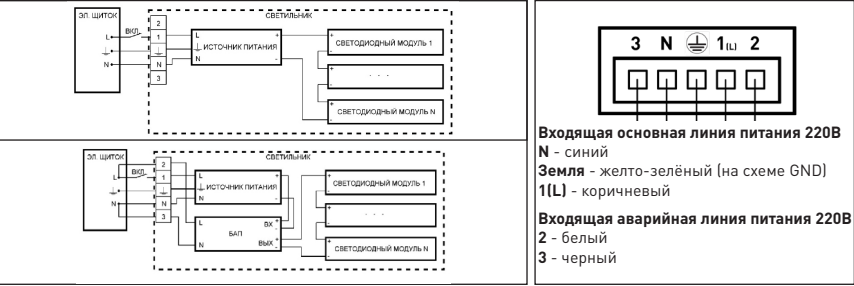 ЭЛ. ЩИТОК
СВЕТИЛЬНИК
L
ВКЛ.
N
2
1
N
3
L
N
ИСТОЧНИК ПИТАНИЯ
+
-
+
СВЕТОДИОДНЫЙ МОДУЛЬ 1
-
+
. . .
-
+
СВЕТОДИОДНЫЙ МОДУЛЬ N
-
ЭЛ. ЩИТОК
СВЕТИЛЬНИК
L
ВКЛ.
N
2
1
N
3
L
N
ИСТОЧНИК ПИТАНИЯ
+
-
L
N
БАП
ВХ + -
ВЫХ + -
+
СВЕТОДИОДНЫЙ МОДУЛЬ 1
-
+
. . .
-
+
СВЕТОДИОДНЫЙ МОДУЛЬ N
-
3 N 1(L) 2
Входящая основная линия питания 220В
N - синий
Земля - желто-зелёный (на схеме GND)
1(L) - коричневый
Входящая аварийная линия питания 220В
2 - белый
3 - черный